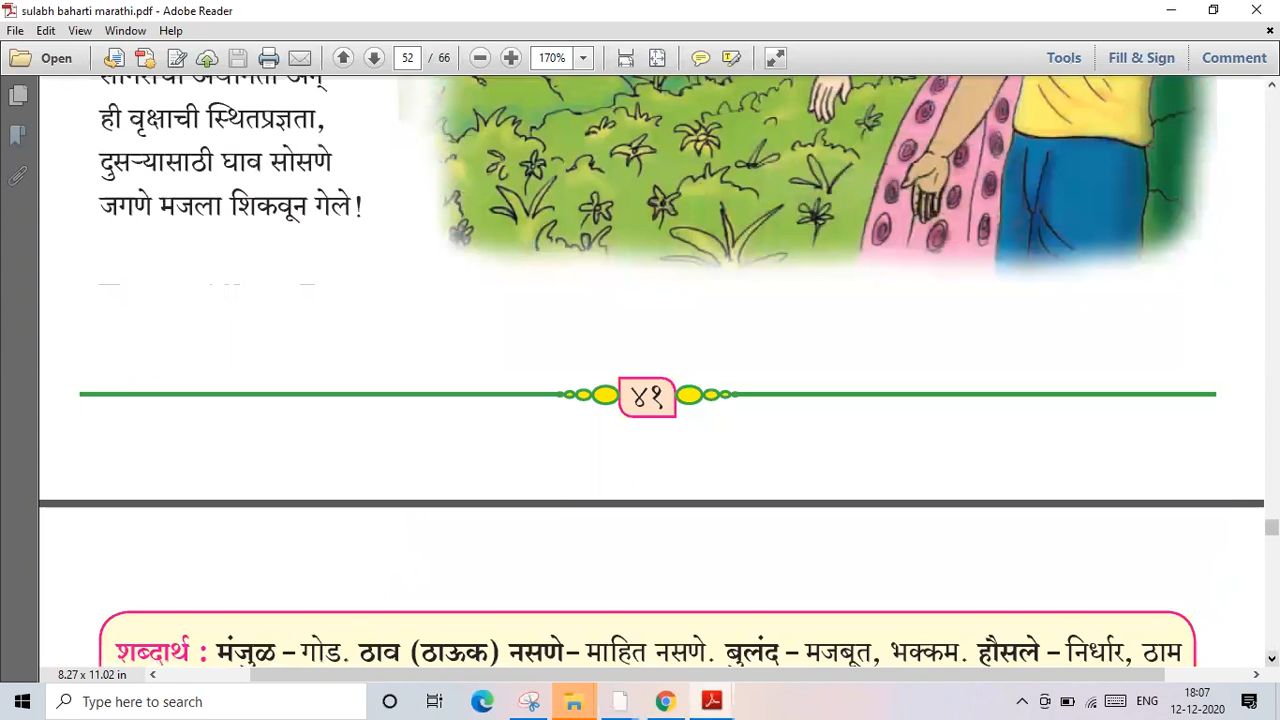 sulabh baharti marathi.pdf - Adobe Reader
File Edit View Window Help
Open 52 / 66 170% Tools Fill & Sign Comment
ही वृक्षाची स्थितप्रज्ञता,
दुसऱ्यासाठी घाव सोसणे
जगणे मजला शिकवून गेले!
४१
शब्दार्थ : मंजुळ – गोड. ठाव (ठाऊक) नसणे– माहित नसणे. बुलंद – मजबूत, भक्कम. हौसले – निर्धार, ठाम
8.27 x 11.02 in
Type here to search
ENG
18:07
12-12-2020